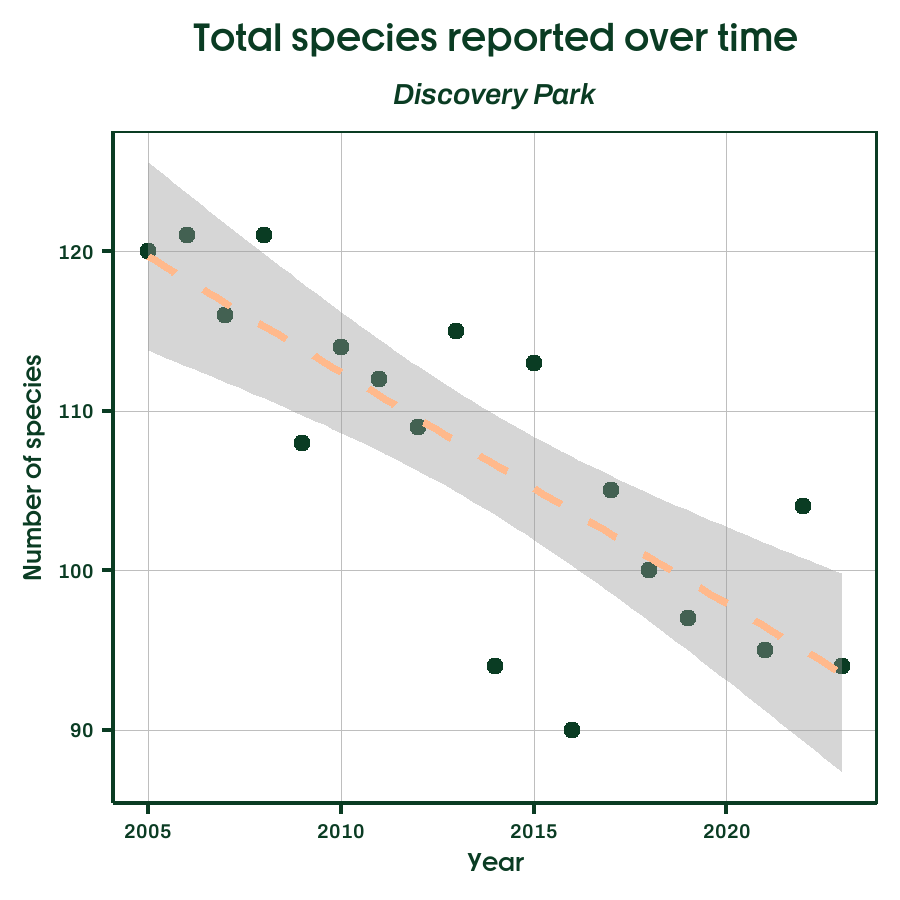 Total species reported over time
Discovery Park
Number of species
120
110
100
90
2005 2010 2015 2020
Year